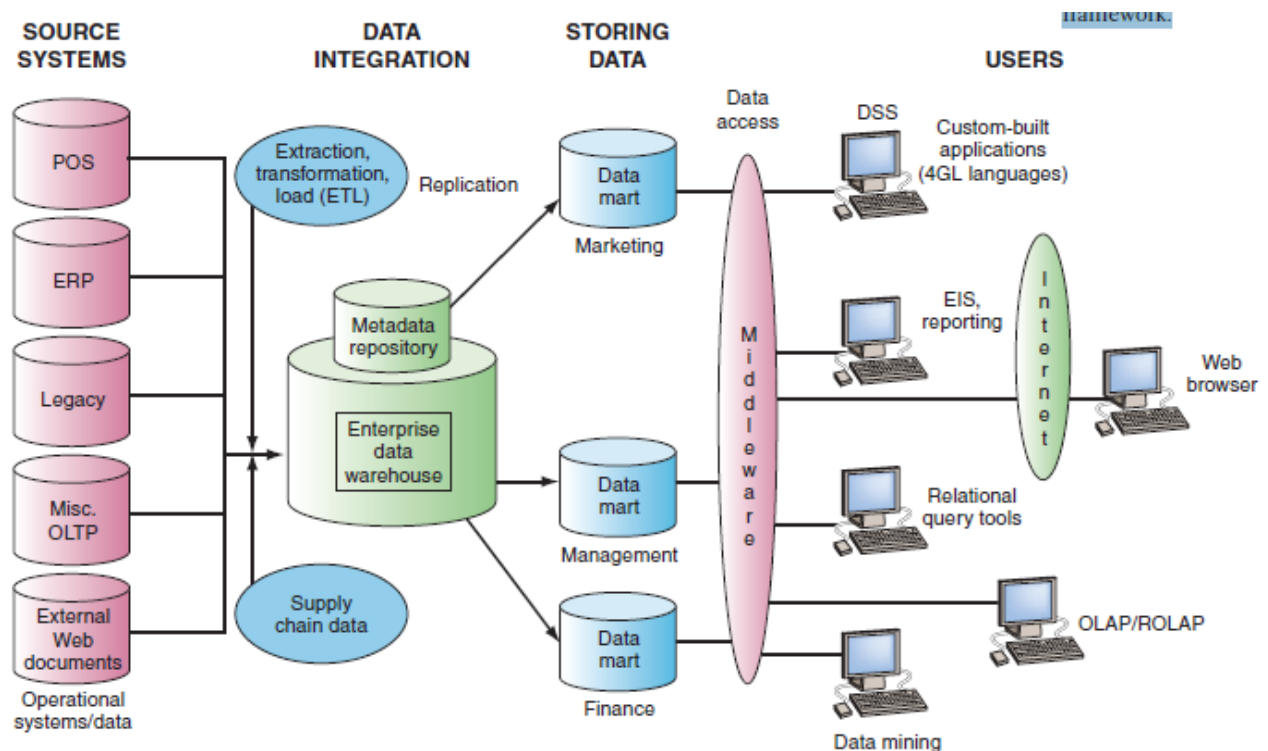 framework.
SOURCE
SYSTEMS
DATA
INTEGRATION
STORING
DATA
USERS
POS
ERP
Legacy
Misc.
OLTP
External
Web
documents
Operational
systems/data
Extraction,
transformation,
load (ETL)
Replication
Metadata
repository
Enterprise
data
warehouse
Supply
chain data
Data
mart
Marketing
Data
mart
Management
Data
mart
Finance
Data
access
Middleware
DSS
Custom-built
applications
(4GL languages)
EIS,
reporting
Internet
Web
browser
Relational
query tools
OLAP/ROLAP
Data mining